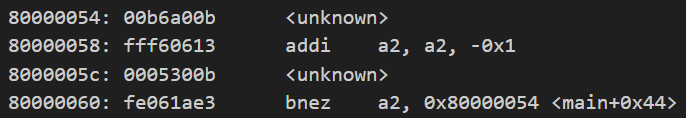 80000054: 00b6a00b <unknown>
80000058: fff60613 addi a2, a2, -0x1
8000005c: 0005300b <unknown>
80000060: fe061ae3 bnez a2, 0x80000054 <main+0x44>